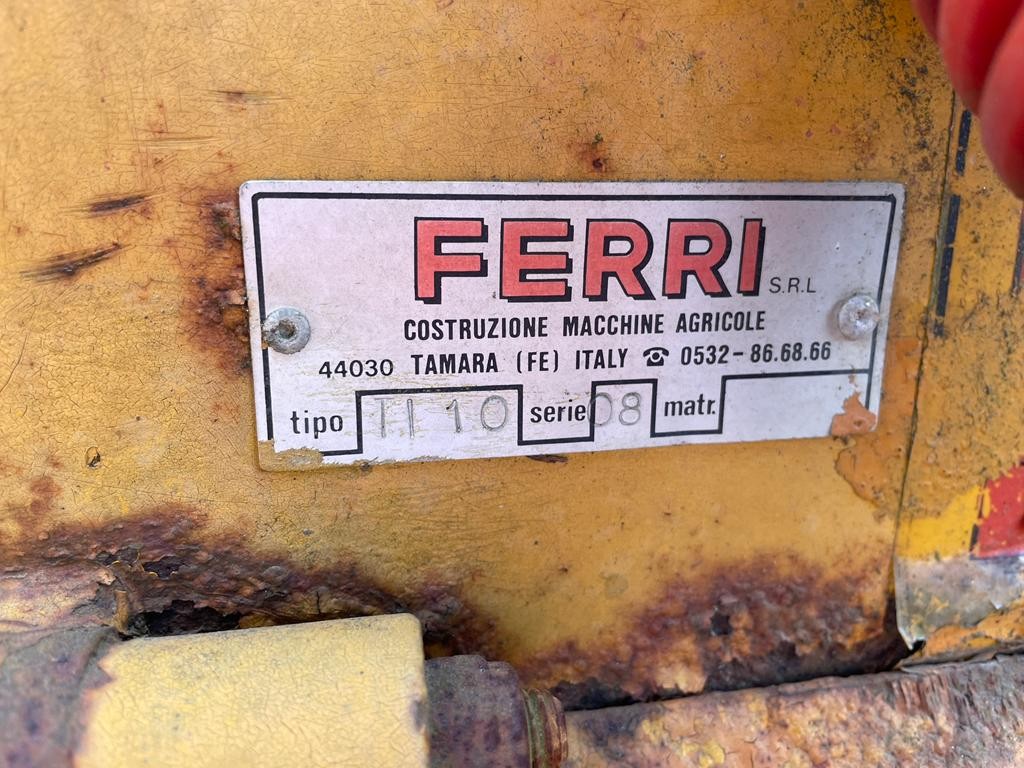 FERRI S.R.L
COSTRUZIONE MACCHINE AGRICOLE
44030 TAMARA (FE) ITALY ☎ 0532-86.68.66
tipo TI 10 serie 08 matr.